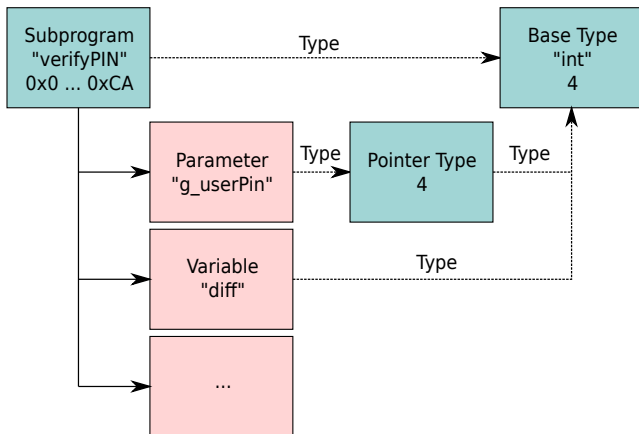 Subprogram
"verifyPIN"
0x0 ... 0xCA
Type
Base Type
"int"
4
Parameter
"g_userPin"
Type
Pointer Type
4
Type
Variable
"diff"
Type
...